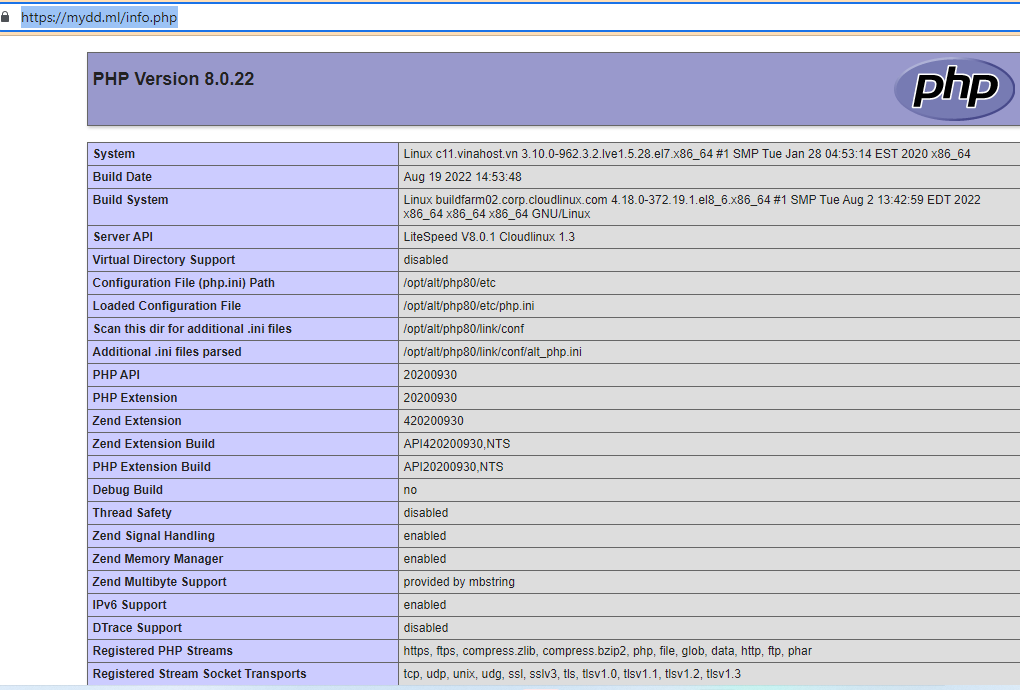 https://mydd.ml/info.php
PHP Version 8.0.22
php
System Linux c11.vinahost.vn 3.10.0-962.3.2.lve1.5.28.el7.x86_64 #1 SMP Tue Jan 28 04:53:14 EST 2020 x86_64
Build Date Aug 19 2022 14:53:48
Build System Linux buildfarm02.corp.cloudlinux.com 4.18.0-372.19.1.el8_6.x86_64 #1 SMP Tue Aug 2 13:42:59 EDT 2022
x86_64 x86_64 x86_64 GNU/Linux
Server API LiteSpeed V8.0.1 Cloudlinux 1.3
Virtual Directory Support disabled
Configuration File (php.ini) Path /opt/alt/php80/etc
Loaded Configuration File /opt/alt/php80/etc/php.ini
Scan this dir for additional .ini files /opt/alt/php80/link/conf
Additional .ini files parsed /opt/alt/php80/link/conf/alt_php.ini
PHP API 20200930
PHP Extension 20200930
Zend Extension 420200930
Zend Extension Build API420200930,NTS
PHP Extension Build API20200930,NTS
Debug Build no
Thread Safety disabled
Zend Signal Handling enabled
Zend Memory Manager enabled
Zend Multibyte Support provided by mbstring
IPv6 Support enabled
DTrace Support disabled
Registered PHP Streams https, ftps, compress.zlib, compress.bzip2, php, file, glob, data, http, ftp, phar
Registered Stream Socket Transports tcp, udp, unix, udg, ssl, sslv3, tls, tlsv1.0, tlsv1.1, tlsv1.2, tlsv1.3